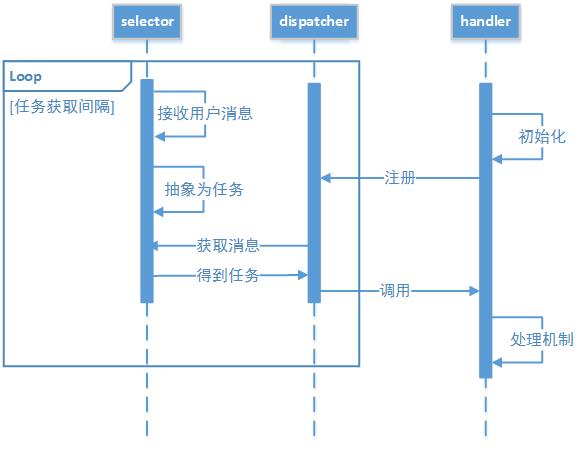 selector
dispatcher
handler
Loop
[任务获取间隔]
接收用户消息
初始化
注册
抽象为任务
获取消息
得到任务
调用
处理机制